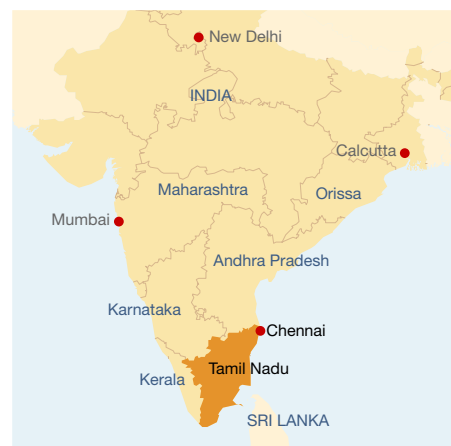 New Delhi
INDIA
Calcutta
Maharashtra
Orissa
Mumbai
Andhra Pradesh
Karnataka
Chennai
Tamil Nadu
Kerala
SRI LANKA